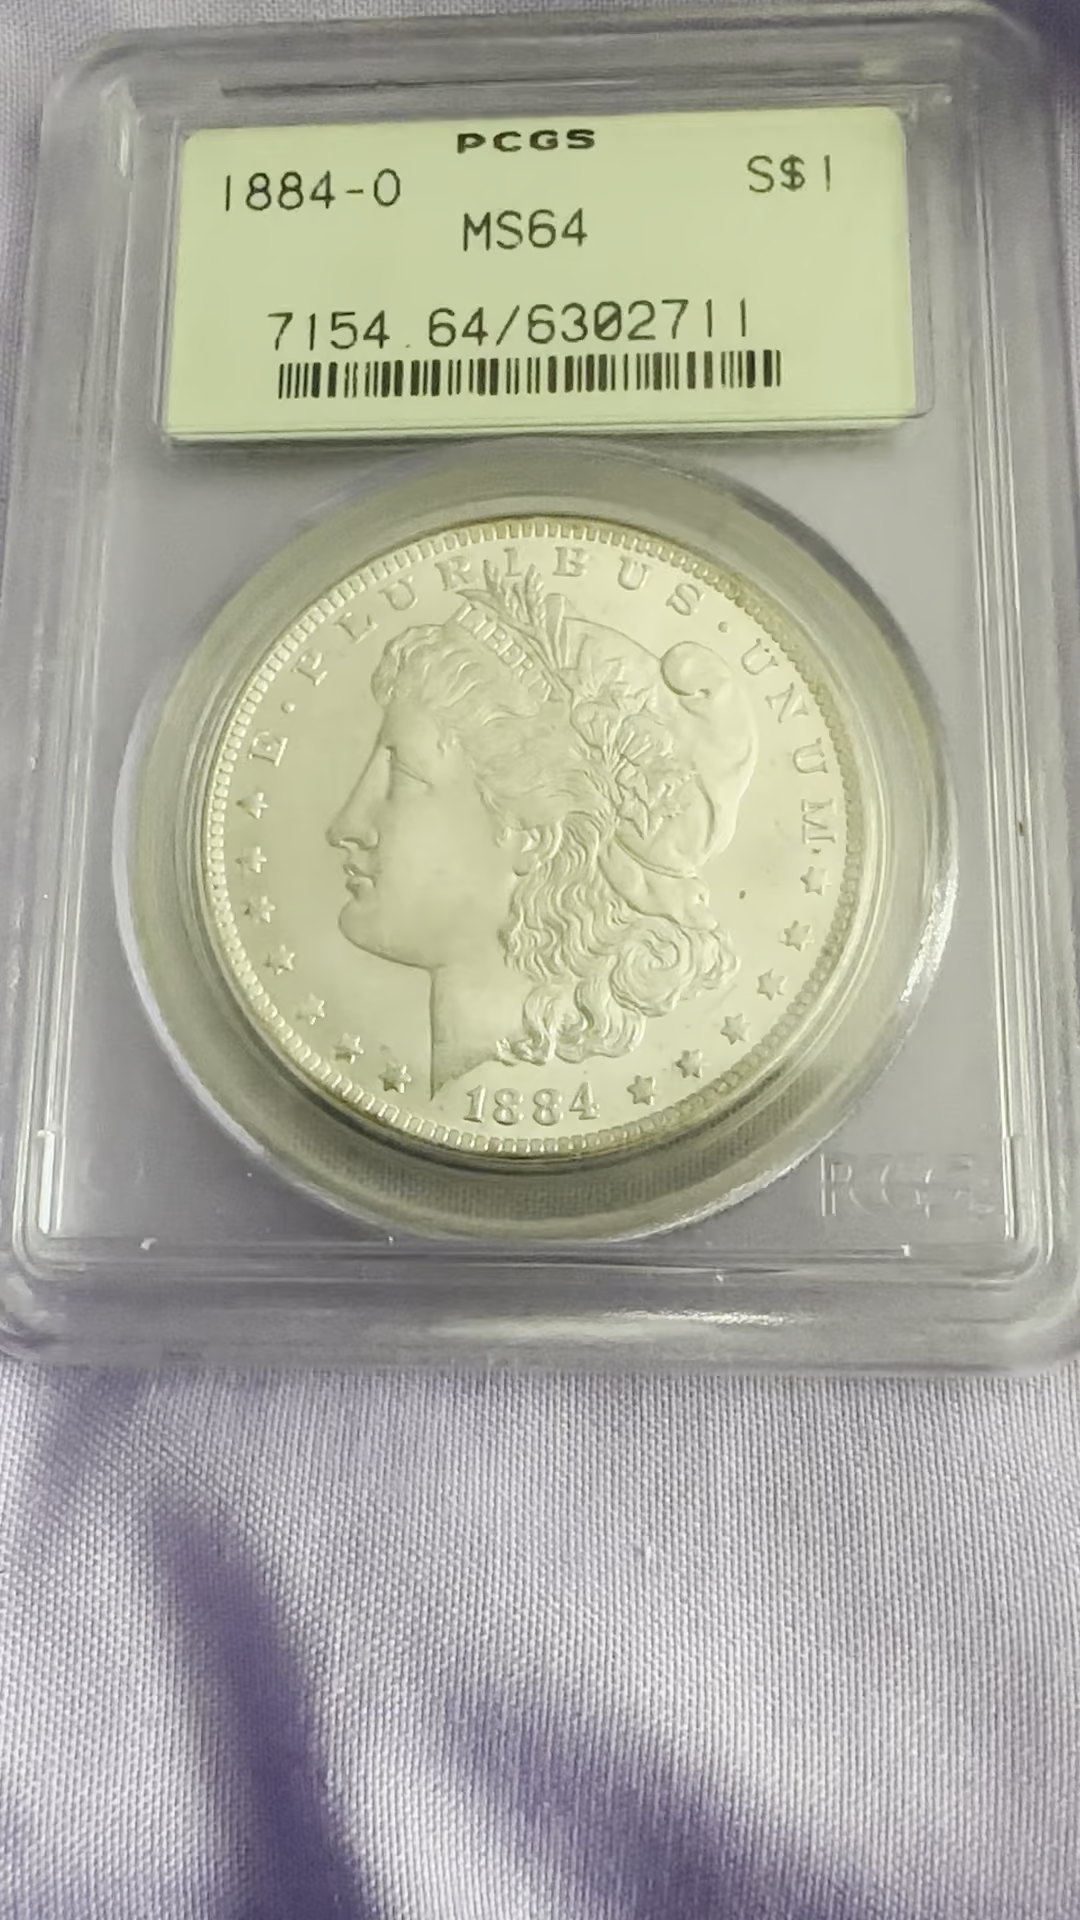 PCGS
1884-O S$1
MS64
7154.64/6302711
E·PLURIBUS·UNUM·
LIBERTY
1884
PCGS